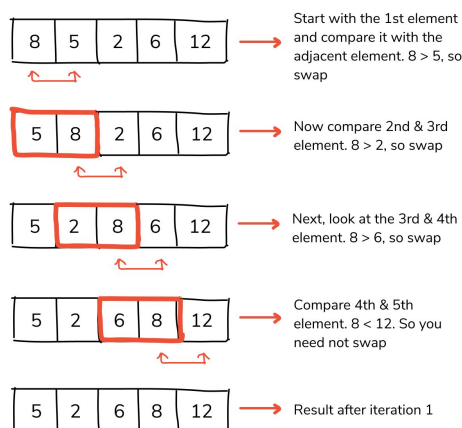 8 5 2 6 12
Start with the 1st element
and compare it with the
adjacent element. 8 > 5, so
swap
5 8 2 6 12
Now compare 2nd & 3rd
element. 8 > 2, so swap
5 2 8 6 12
Next, look at the 3rd & 4th
element. 8 > 6, so swap
5 2 6 8 12
Compare 4th & 5th
element. 8 < 12. So you
need not swap
5 2 6 8 12
Result after iteration 1